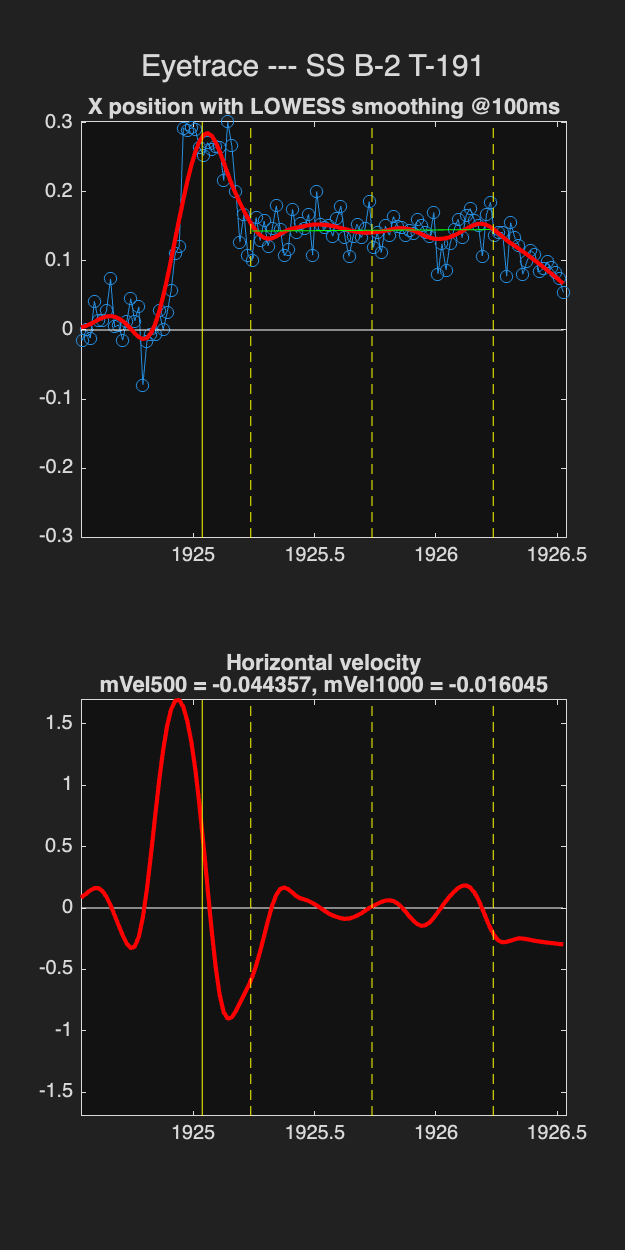 Eyetrace --- SS B-2 T-191
X position with LOWESS smoothing @100ms
0.3
0.2
0.1
0
-0.1
-0.2
-0.3
1925 1925.5 1926 1926.5
Horizontal velocity
mVel500 = -0.044357, mVel1000 = -0.016045
1.5
1
0.5
0
-0.5
-1
-1.5
1925 1925.5 1926 1926.5